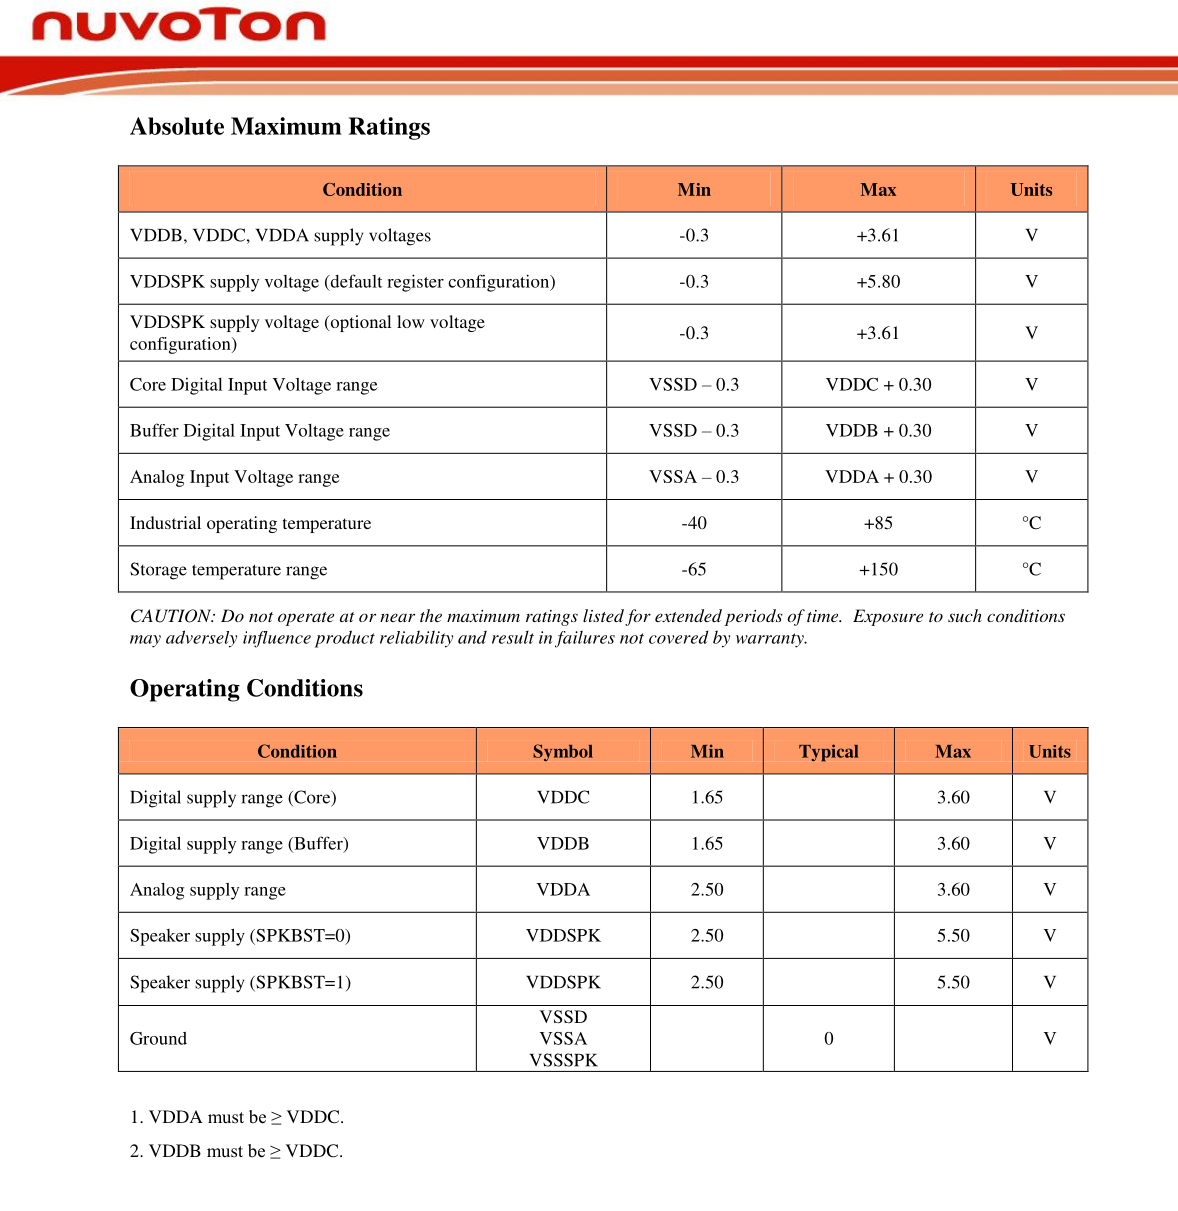 nuvoTon
Absolute Maximum Ratings
Condition Min Max Units
VDDB, VDDC, VDDA supply voltages -0.3 +3.61 V
VDDSPK supply voltage (default register configuration) -0.3 +5.80 V
VDDSPK supply voltage (optional low voltage
configuration) -0.3 +3.61 V
Core Digital Input Voltage range VSSD – 0.3 VDDC + 0.30 V
Buffer Digital Input Voltage range VSSD – 0.3 VDDB + 0.30 V
Analog Input Voltage range VSSA – 0.3 VDDA + 0.30 V
Industrial operating temperature -40 +85 °C
Storage temperature range -65 +150 °C
CAUTION: Do not operate at or near the maximum ratings listed for extended periods of time. Exposure to such conditions
may adversely influence product reliability and result in failures not covered by warranty.
Operating Conditions
Condition Symbol Min Typical Max Units
Digital supply range (Core) VDDC 1.65 3.60 V
Digital supply range (Buffer) VDDB 1.65 3.60 V
Analog supply range VDDA 2.50 3.60 V
Speaker supply (SPKBST=0) VDDSPK 2.50 5.50 V
Speaker supply (SPKBST=1) VDDSPK 2.50 5.50 V
VSSD
Ground VSSA 0 V
VSSSPK
1. VDDA must be ≥ VDDC.
2. VDDB must be ≥ VDDC.